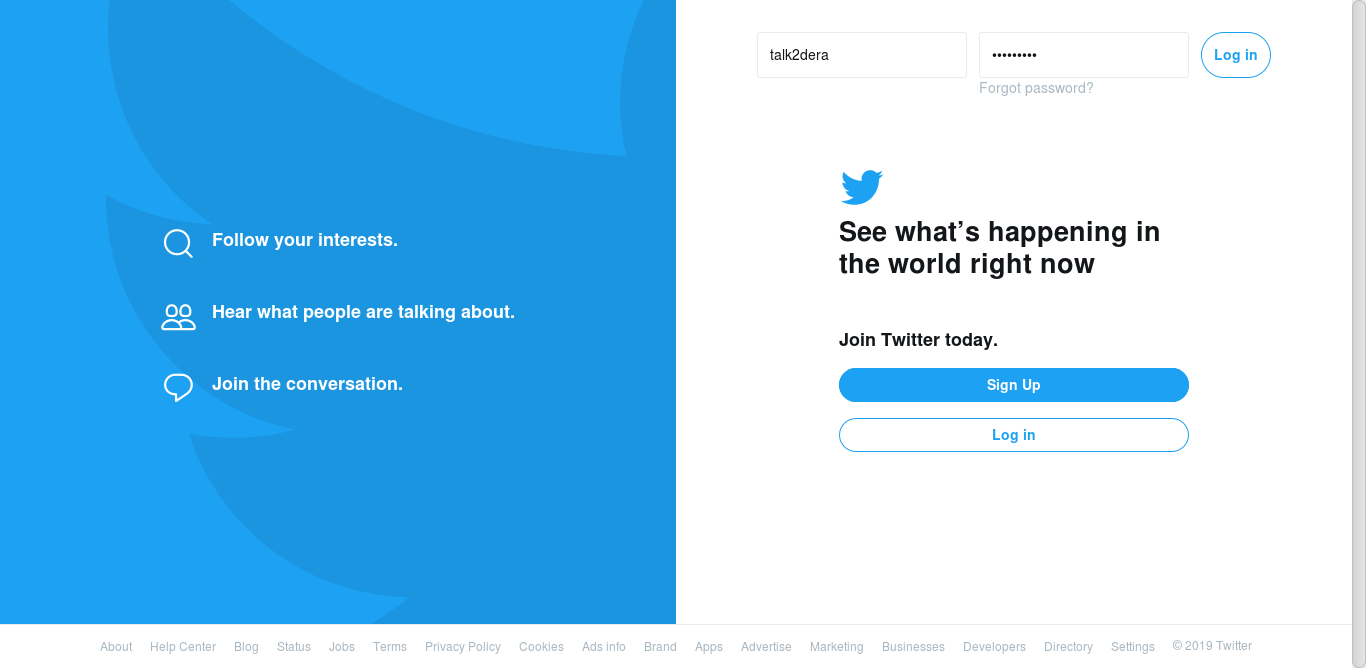 talk2dera
•••••••••
Log in
Forgot password?
Follow your interests.
Hear what people are talking about.
Join the conversation.
See what’s happening in
the world right now
Join Twitter today.
Sign Up
Log in
About Help Center Blog Status Jobs Terms Privacy Policy Cookies Ads info Brand Apps Advertise Marketing Businesses Developers Directory Settings © 2019 Twitter